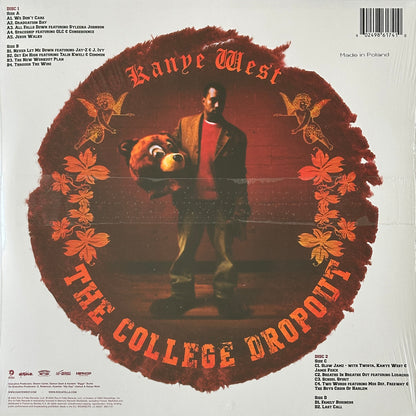 Disc 1
Side A
A1. We Don't Care
A2. Graduation Day
A3. All Falls Down featuring Syleena Johnson
A4. Spaceship featuring GLC & Consequence
A5. Jesus Walks
Side B
B1. Never Let Me Down featuring Jay-Z & J. Ivy
B2. Get Em High featuring Talib Kweli & Common
B3. The New Workout Plan
B4. Through The Wire
Made in Poland
Kanye West
The College Dropout
Disc 2
Side C
C1. Slow Jamz - with Twista, Kanye West &
Jamie Foxx
C2. Breathe In Breathe Out featuring Ludacris
C3. School Spirit
C4. Two Words featuring Mos Def, Freeway &
The Boys Choir Of Harlem
Side D
D1. Family Business
D2. Last Call